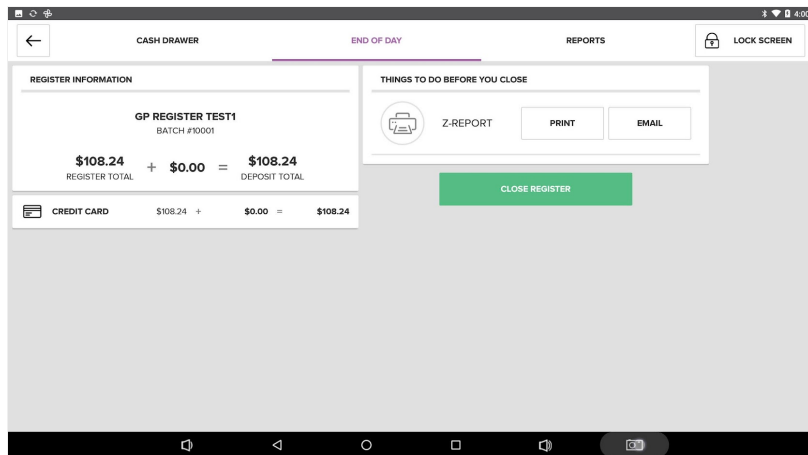 4:00
CASH DRAWER
END OF DAY
REPORTS
LOCK SCREEN
REGISTER INFORMATION
GP REGISTER TEST1
BATCH #10001
$108.24 + $0.00 = $108.24
REGISTER TOTAL DEPOSIT TOTAL
CREDIT CARD $108.24 + $0.00 = $108.24
THINGS TO DO BEFORE YOU CLOSE
Z-REPORT PRINT EMAIL
CLOSE REGISTER